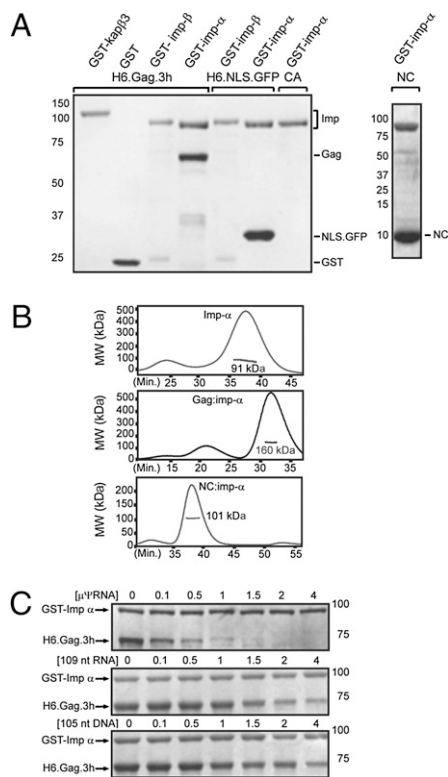 A
GST-kapβ3
GST
GST- imp-β
GST-imp-α
GST-imp-β
GST-imp-α
GST-imp-α
GST-imp-α
H6.Gag.3h
H6.NLS.GFP
CA
NC
150
100
75
50
37
25
Imp
Gag
NLS.GFP
GST
100
75
50
37
25
15
10
NC
B
Imp-α
MW (kDa)
500
400
300
200
100
0
91 kDa
(Min.) 25 30 35 40 45
Gag:imp-α
MW (kDa)
500
400
300
200
100
0
160 kDa
(Min.) 15 20 25 30 35
NC:imp-α
MW (kDa)
200
150
100
50
0
101 kDa
(Min.) 35 40 45 50 55
C
[µΨRNA] 0 0.1 0.5 1 1.5 2 4
GST-Imp α
100
H6.Gag.3h
75
[109 nt RNA] 0 0.1 0.5 1 1.5 2 4
GST-Imp α
100
H6.Gag.3h
75
[105 nt DNA] 0 0.1 0.5 1 1.5 2 4
GST-Imp α
100
H6.Gag.3h
75